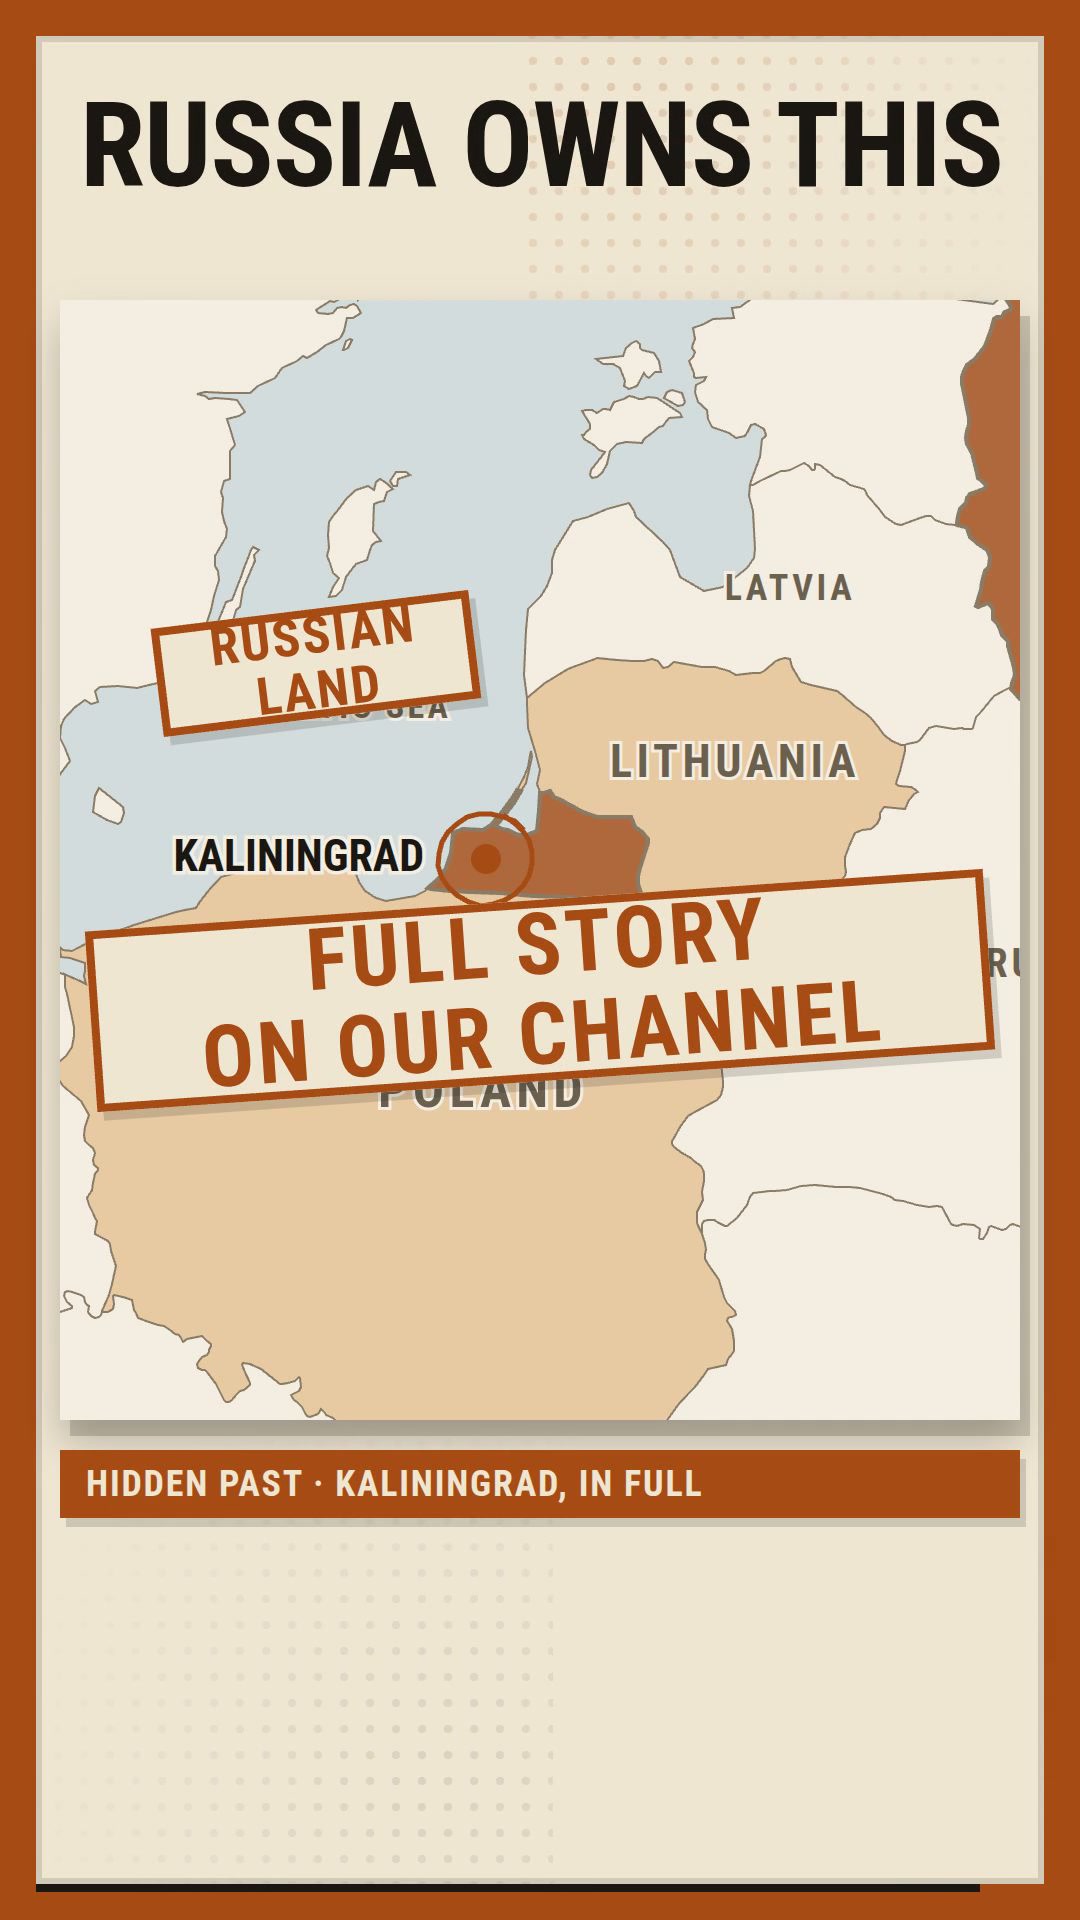 RUSSIA OWNS THIS
LATVIA
RUSSIAN
LAND
SEA
LITHUANIA
KALININGRAD
FULL STORY
ON OUR CHANNEL
POLAND
HIDDEN PAST · KALININGRAD, IN FULL